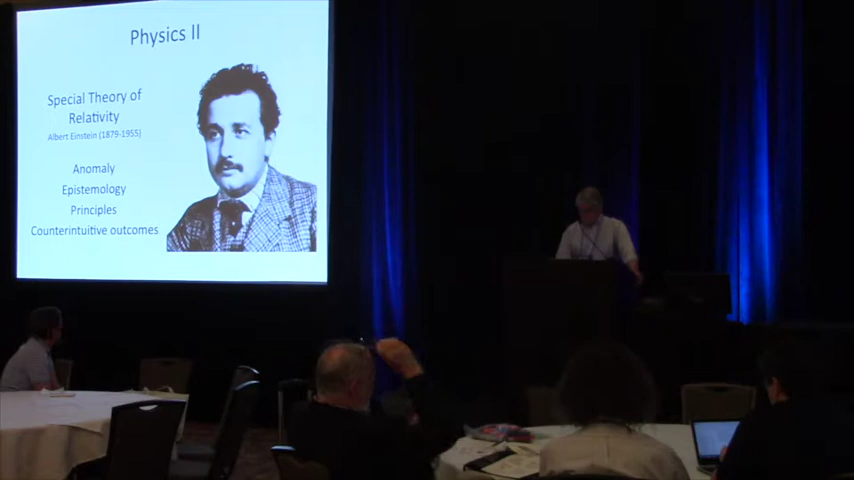 Physics II
Special Theory of
Relativity
Albert Einstein (1879-1955)
Anomaly
Epistemology
Principles
Counterintuitive outcomes